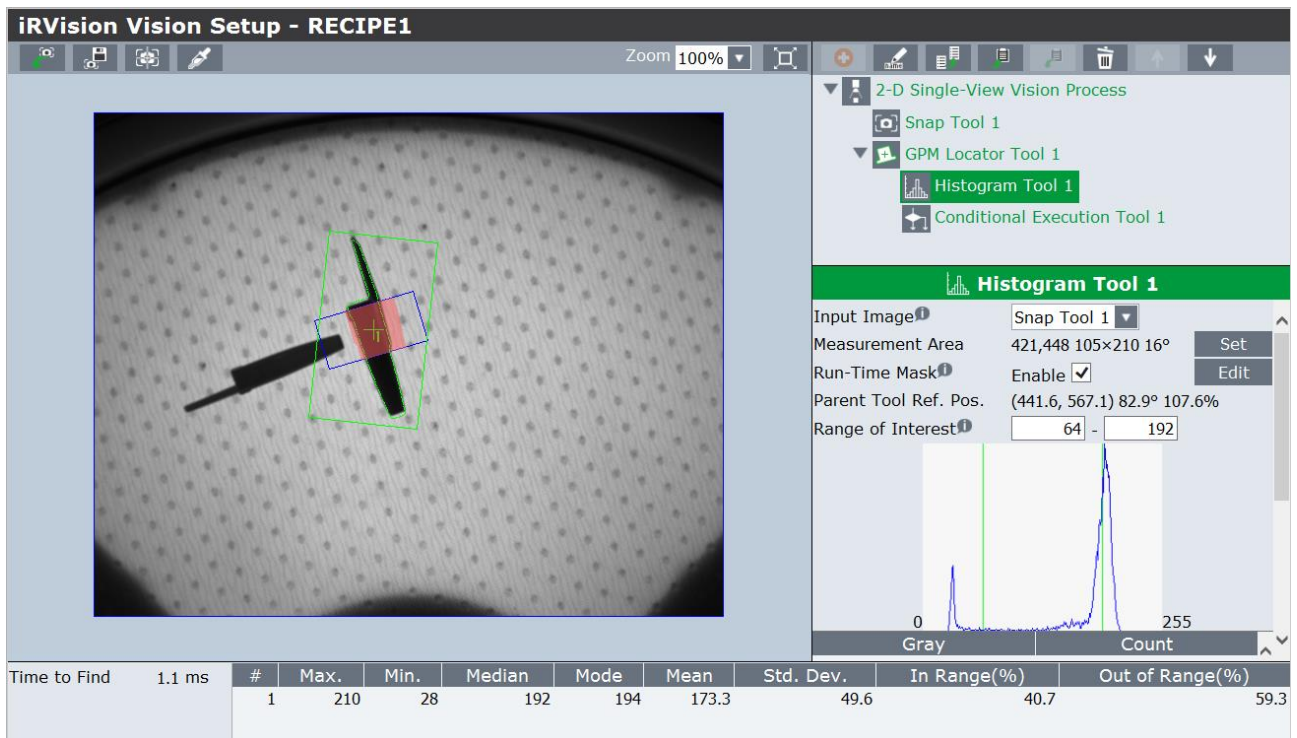 iRVision Vision Setup - RECIPE1
Zoom 100%
2-D Single-View Vision Process
Snap Tool 1
GPM Locator Tool 1
Histogram Tool 1
Conditional Execution Tool 1
Histogram Tool 1
Input Image Snap Tool 1
Measurement Area 421,448 105×210 16° Set
Run-Time Mask Enable Edit
Parent Tool Ref. Pos. (441.6, 567.1) 82.9° 107.6%
Range of Interest 64 - 192
0 255
Gray Count
Time to Find 1.1 ms # Max. Min. Median Mode Mean Std. Dev. In Range(%) Out of Range(%)
1 210 28 192 194 173.3 49.6 40.7 59.3